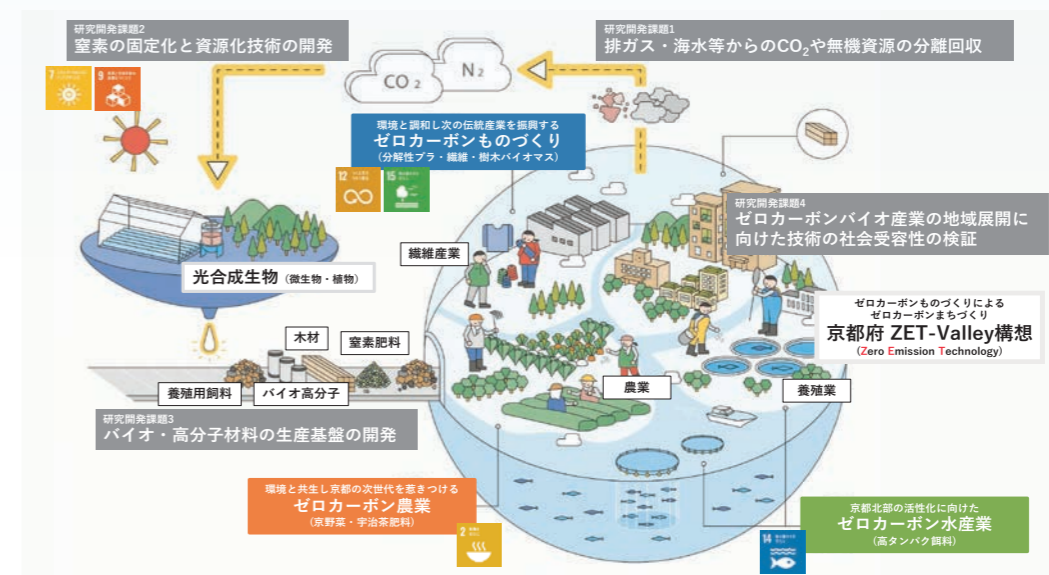 研究開発課題2
窒素の固定化と資源化技術の開発
研究開発課題1
排ガス・海水等からのCO₂や無機資源の分離回収
CO₂
N₂
7
9
環境と調和し次の伝統産業を振興する
ゼロカーボンものづくり
(分解性プラ・繊維・樹木バイオマス)
12
15
研究開発課題4
ゼロカーボンバイオ産業の地域展開に
向けた技術の社会受容性の検証
繊維産業
光合成生物(微生物・植物)
ゼロカーボンものづくりによる
ゼロカーボンまちづくり
京都府 ZET-Valley構想
(Zero Emission Technology)
木材
窒素肥料
養殖用飼料
バイオ高分子
農業
養殖業
研究開発課題3
バイオ・高分子材料の生産基盤の開発
環境と共生し京都の次世代を惹きつける
ゼロカーボン農業
(京野菜・宇治茶肥料)
2
京都北部の活性化に向けた
ゼロカーボン水産業
(高タンパク飼料)
14